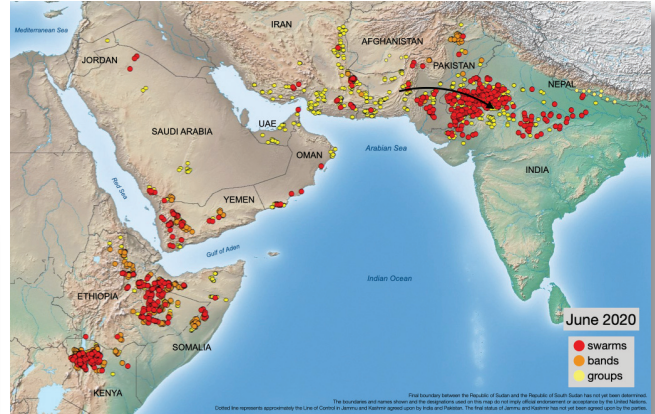 Mediterranean Sea
IRAN
AFGHANISTAN
JORDAN
PAKISTAN
NEPAL
SAUDI ARABIA
UAE
OMAN
Arabian Sea
INDIA
Red Sea
YEMEN
Gulf of Aden
Indian Ocean
ETHIOPIA
SOMALIA
KENYA
June 2020
swarms
bands
groups
Final boundary between the Republic of Sudan and the Republic of South Sudan has not yet been determined.
The boundaries and names shown and the designations used on this map do not imply official endorsement or acceptance by the United Nations.
Dotted line represents approximately the Line of Control in Jammu and Kashmir agreed upon by India and Pakistan. The final status of Jammu and Kashmir has not yet been agreed upon by the parties.